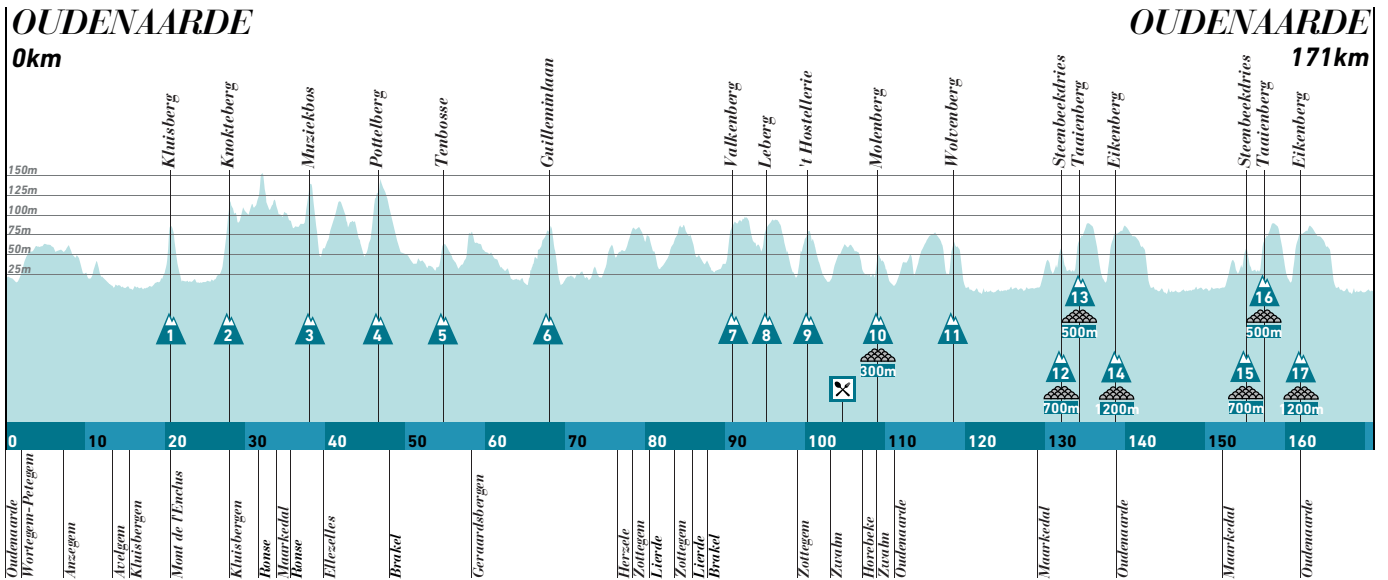 OUDENAARDE
OUDENAARDE
0km
171km
Kluisberg
Knokteberg
Muziekbos
Pottelberg
Tenbosse
Guilleminlaan
Valkenberg
Leberg
't Hostellerie
Molenberg
Wolvenberg
Steenbeekdries
Taaienberg
Eikenberg
Steenbeekdries
Taaienberg
Eikenberg
150m
125m
100m
75m
50m
25m
13
16
500m
500m
1
2
3
4
5
6
7
8
9
10
11
300m
12
14
15
17
700m
1200m
700m
1200m
0 10 20 30 40 50 60 70 80 90 100 110 120 130 140 150 160
Oudenaarde
Wortegem-Petegem
Anzegem
Avelgem
Kluisbergen
Mont de l'Enclus
Kluisbergen
Ronse
Maarkedal
Ronse
Ellezelles
Brakel
Geraardsbergen
Herzele
Zottegem
Lierde
Zottegem
Lierde
Brakel
Zottegem
Zwalm
Horebeke
Zwalm
Oudenaarde
Maarkedal
Oudenaarde
Maarkedal
Oudenaarde